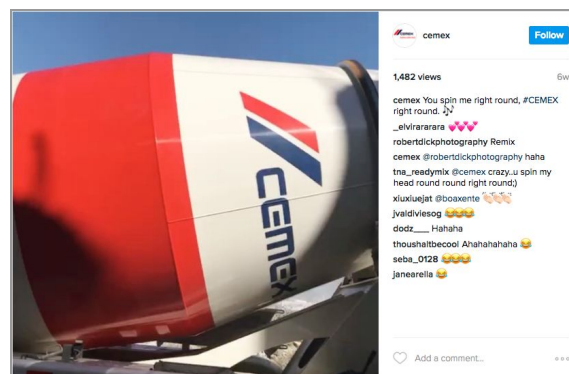 CEMEX
cemex
Follow
1,482 views
6w
cemex You spin me right round, #CEMEX
right round. 🎶
_elvirararara 💞💞💞
robertdickphotography Remix
cemex @robertdickphotography haha
tna_readymix @cemex crazy..u spin my
head round round right round;)
xiuxiuejat @boaxente 👏🏻👏🏻👏🏻
jvaldiviesog 😂😂😂
dodz___ Hahaha
thoushaltbecool Ahahahahaha 😂
seba_0128 😂😂😂
janearella 😂
Add a comment...